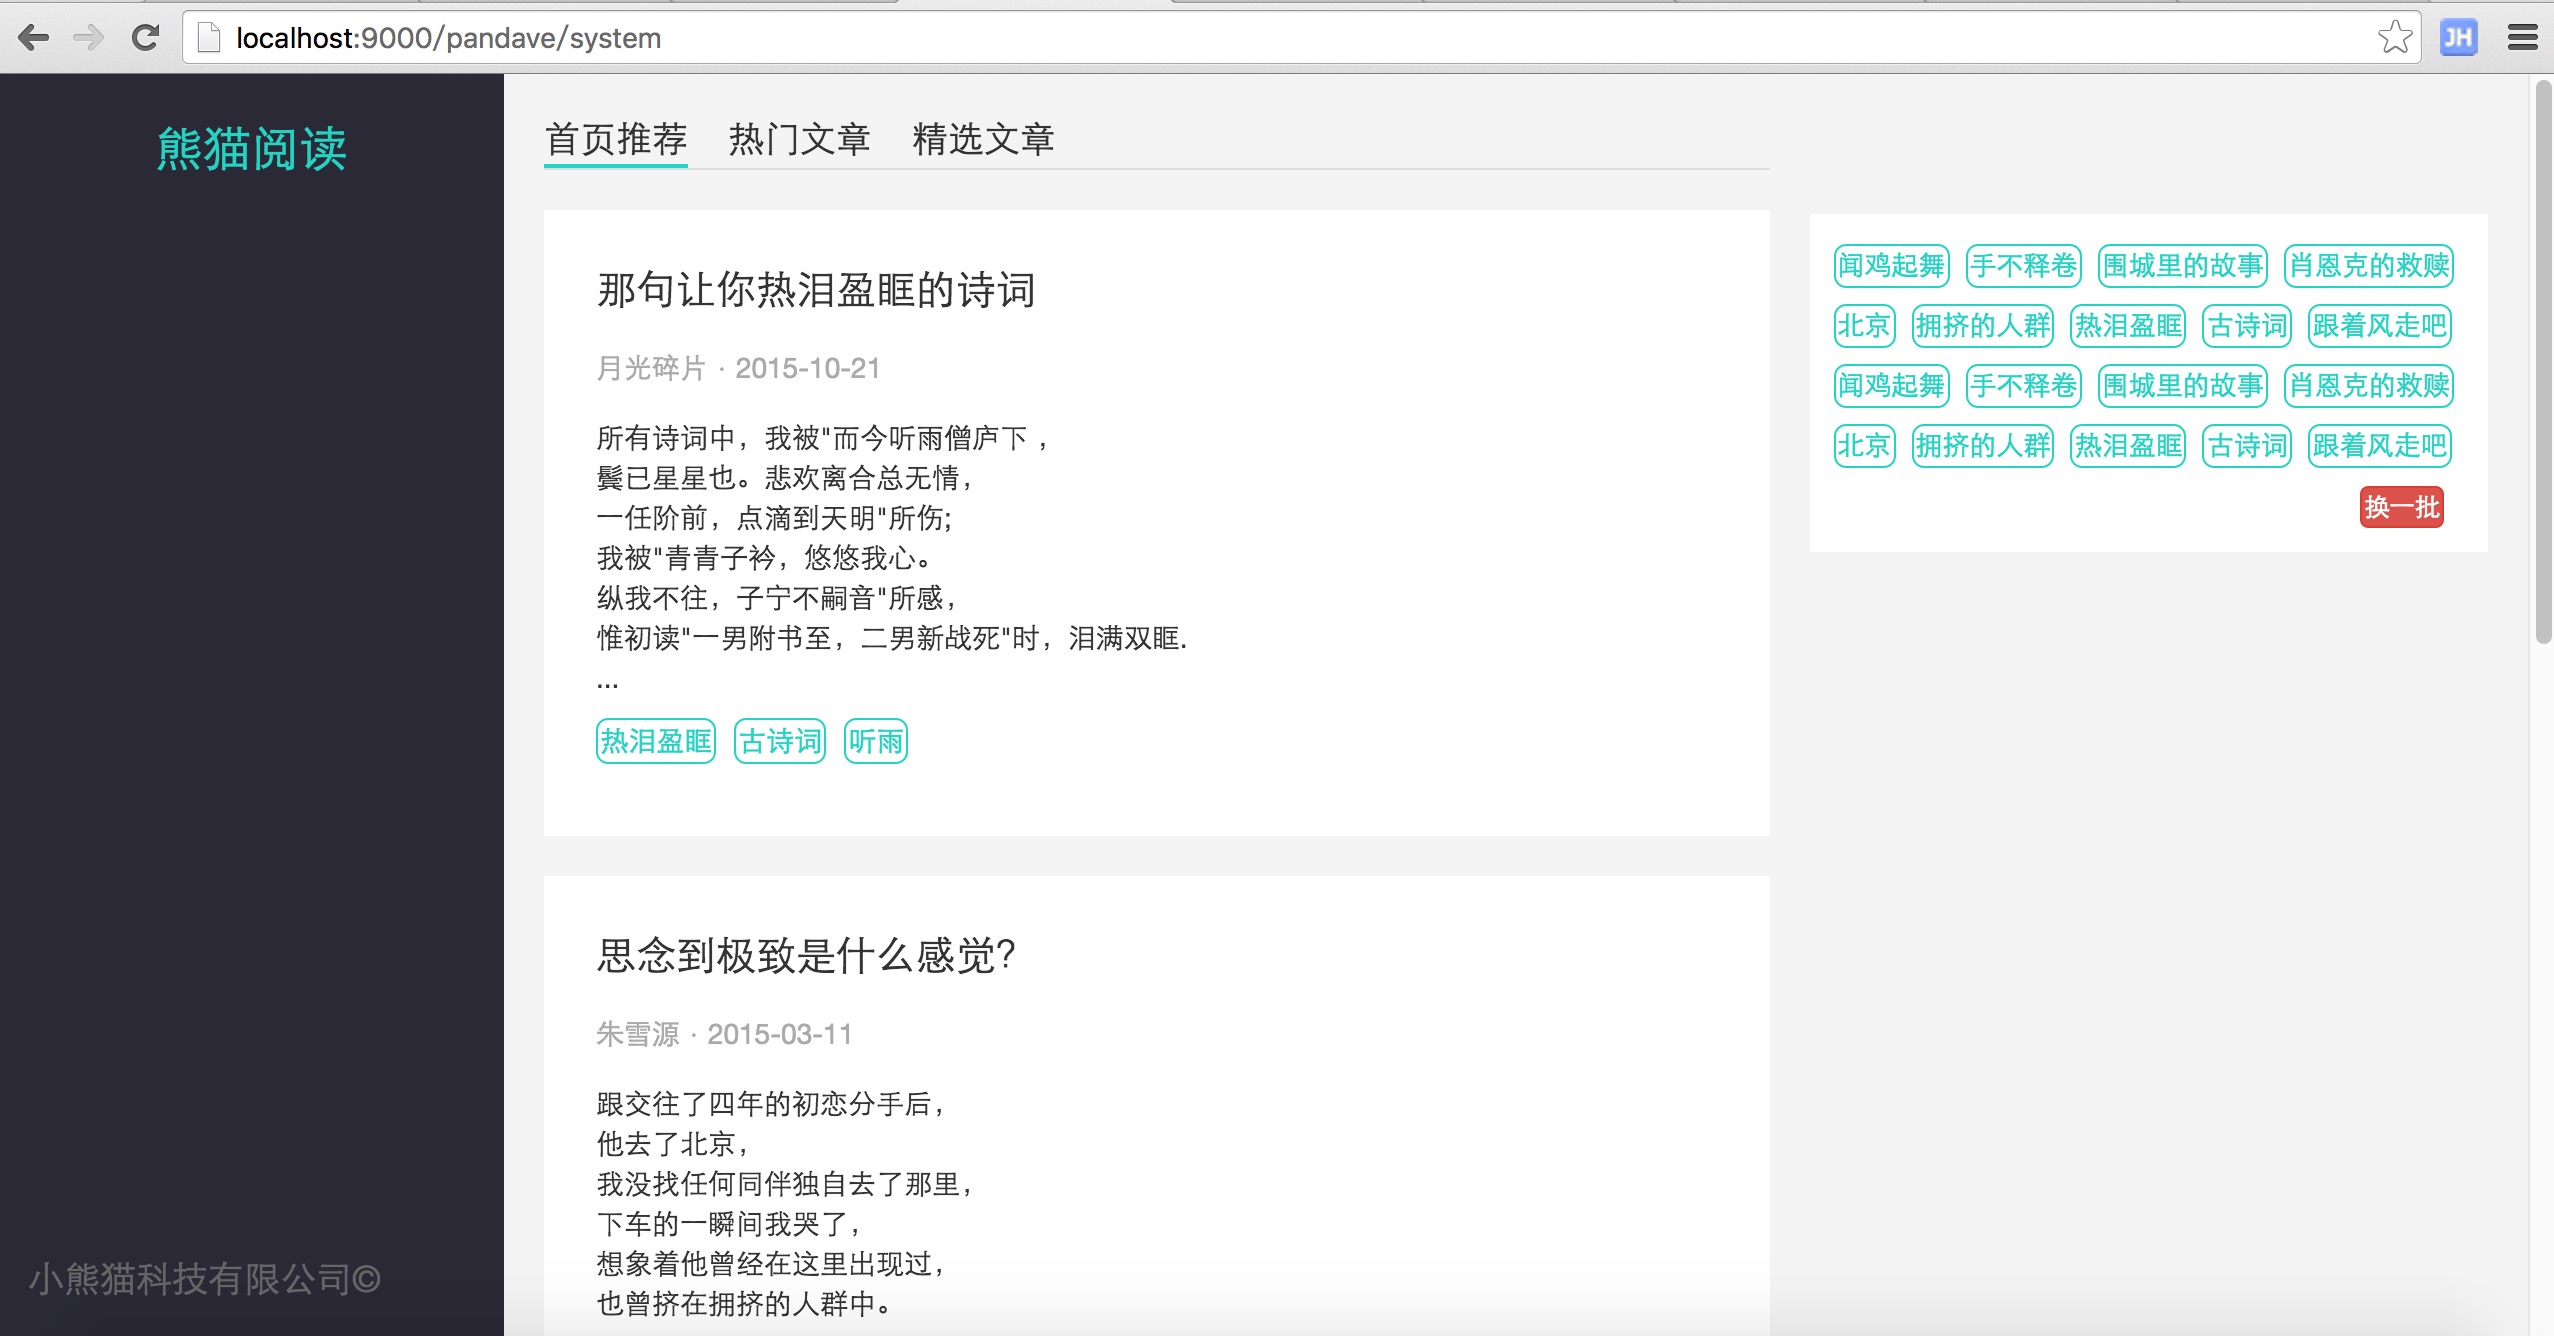 localhost:9000/pandave/system
JH
熊猫阅读
首页推荐 热门文章 精选文章
那句让你热泪盈眶的诗词
月光碎片 · 2015-10-21
所有诗词中，我被"而今听雨僧庐下 ，
鬓已星星也。悲欢离合总无情，
一任阶前，点滴到天明"所伤;
我被"青青子衿，悠悠我心。
纵我不往，子宁不嗣音"所感，
惟初读"一男附书至，二男新战死"时，泪满双眶.
...
热泪盈眶 古诗词 听雨
思念到极致是什么感觉?
朱雪源 · 2015-03-11
跟交往了四年的初恋分手后，
他去了北京，
我没找任何同伴独自去了那里，
下车的一瞬间我哭了，
想象着他曾经在这里出现过，
也曾挤在拥挤的人群中。
闻鸡起舞 手不释卷 围城里的故事 肖恩克的救赎
北京 拥挤的人群 热泪盈眶 古诗词 跟着风走吧
闻鸡起舞 手不释卷 围城里的故事 肖恩克的救赎
北京 拥挤的人群 热泪盈眶 古诗词 跟着风走吧
换一批
小熊猫科技有限公司©